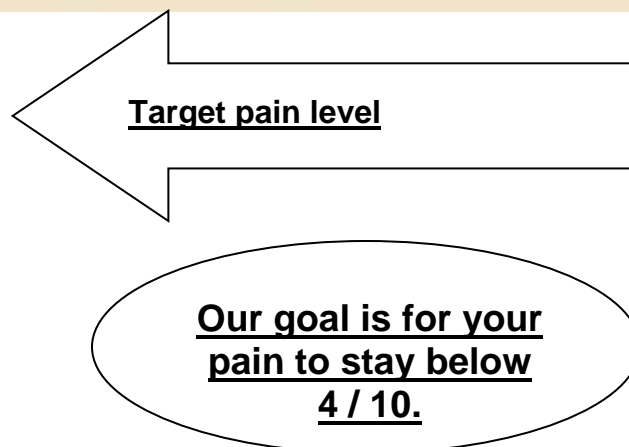 Target pain level
Our goal is for your
pain to stay below
4 / 10.